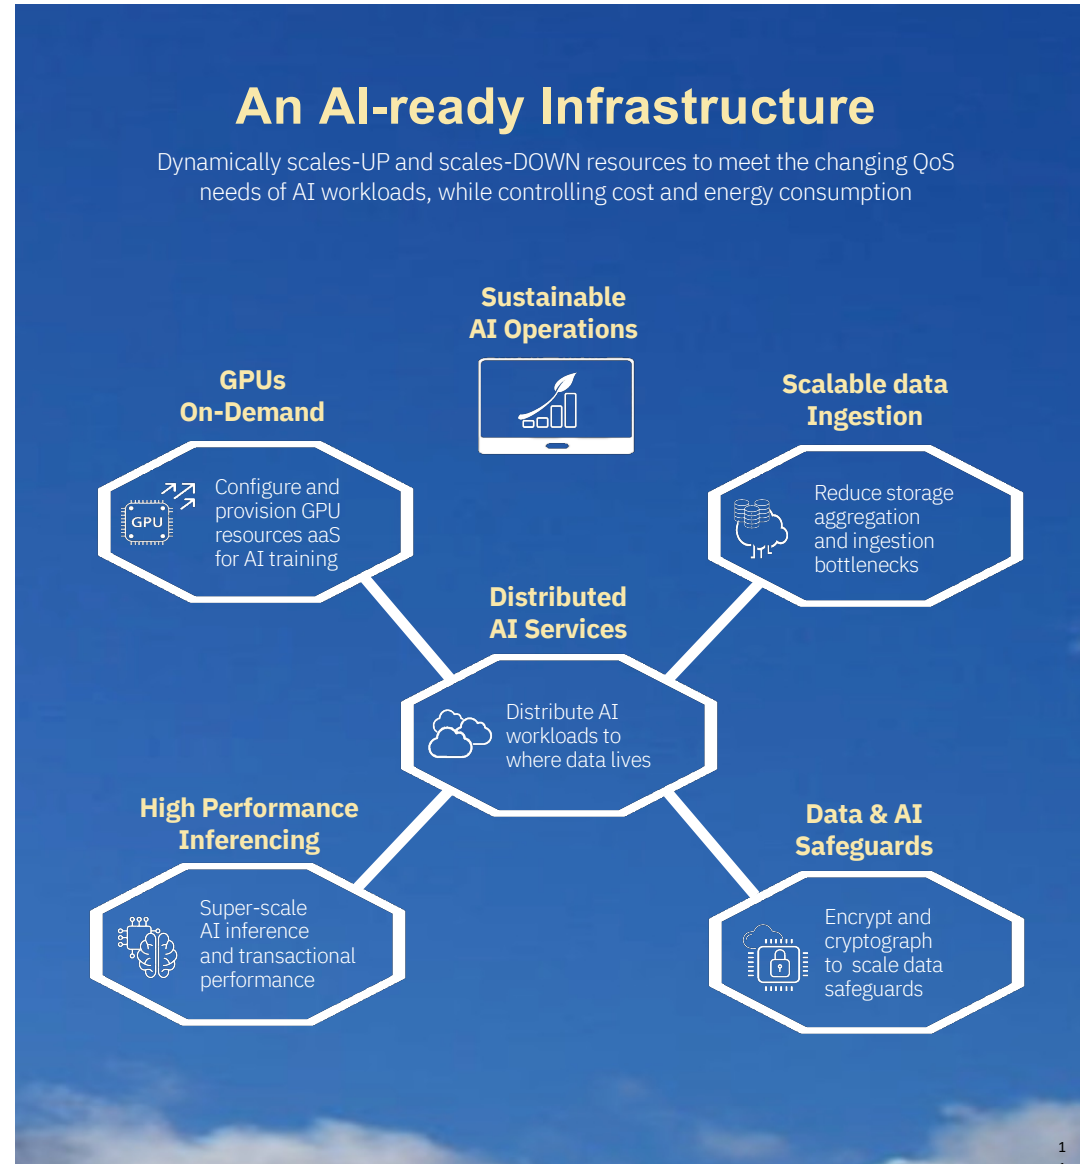 An AI-ready Infrastructure
Dynamically scales-UP and scales-DOWN resources to meet the changing QoS
needs of AI workloads, while controlling cost and energy consumption
Sustainable
AI Operations
GPUs
On-Demand
GPU
Configure and
provision GPU
resources aaS
for AI training
Scalable data
Ingestion
Reduce storage
aggregation
and ingestion
bottlenecks
Distributed
AI Services
Distribute AI
workloads to
where data lives
High Performance
Inferencing
Super-scale
AI inference
and transactional
performance
Data & AI
Safeguards
Encrypt and
cryptograph
to scale data
safeguards
1